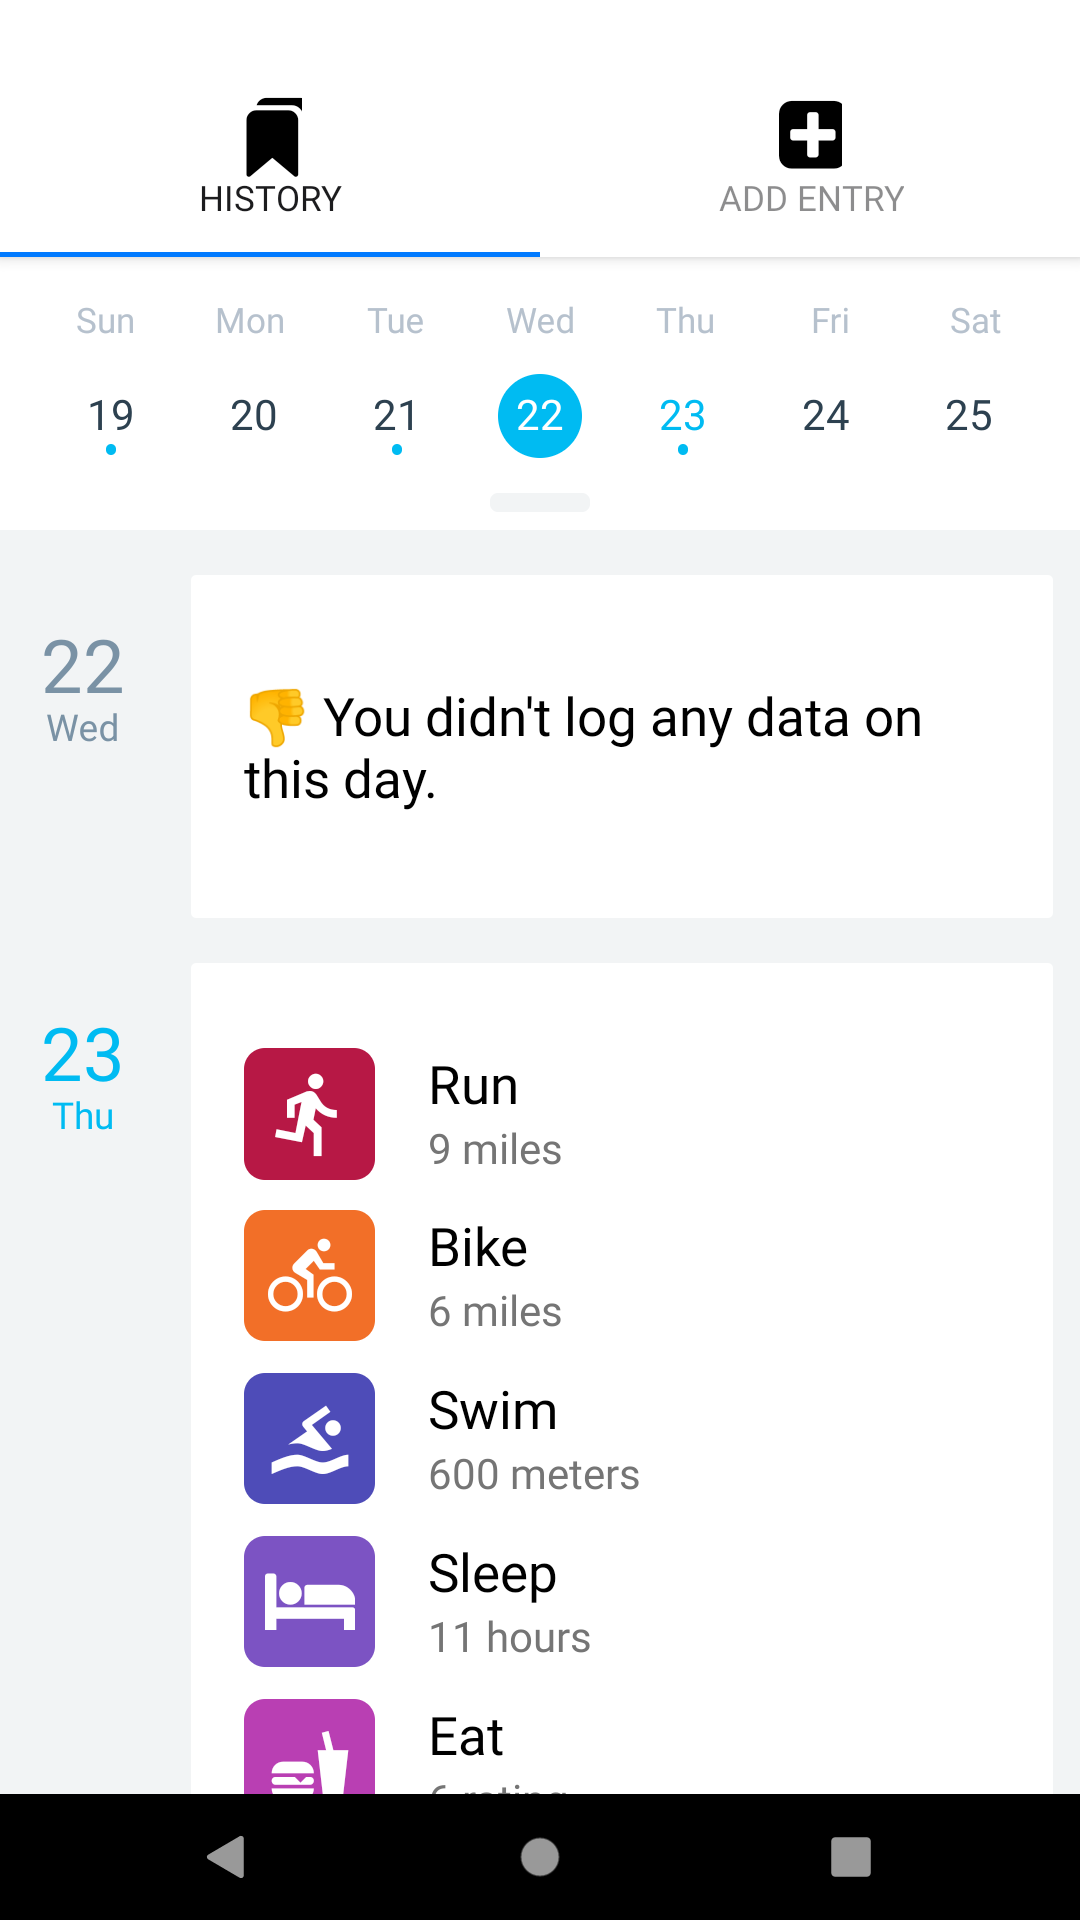 HISTORY
ADD ENTRY
Sun Mon Tue Wed Thu Fri Sat
19 20 21 22 23 24 25
22
Wed
👎 You didn't log any data on
this day.
23
Thu
Run
9 miles
Bike
6 miles
Swim
600 meters
Sleep
11 hours
Eat
6 rating